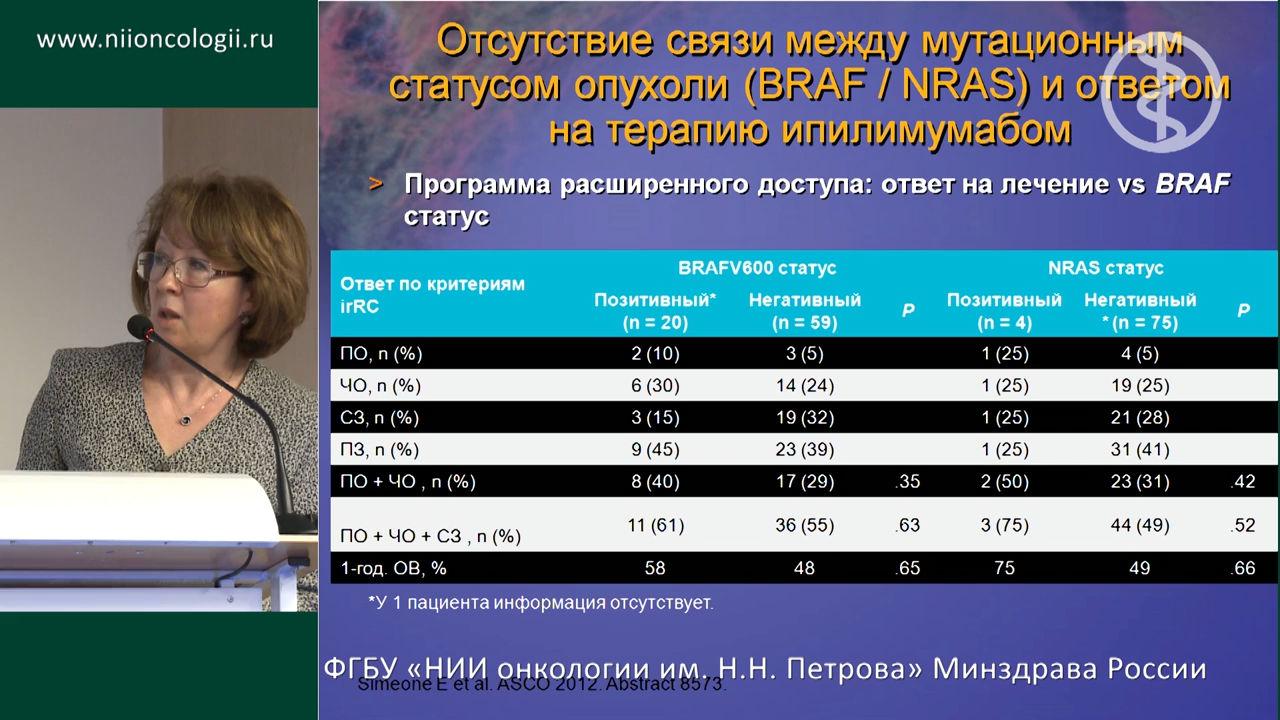 www.niioncologii.ru
Отсутствие связи между мутационным
статусом опухоли (BRAF / NRAS) и ответом
на терапию ипилимумабом
> Программа расширенного доступа: ответ на лечение vs BRAF
статус
Ответ по критериям irRC BRAFV600 статус NRAS статус
Позитивный* (n = 20) Негативный (n = 59) P Позитивный (n = 4) Негативный * (n = 75) P
ПО, n (%) 2 (10) 3 (5) 1 (25) 4 (5)
ЧО, n (%) 6 (30) 14 (24) 1 (25) 19 (25)
СЗ, n (%) 3 (15) 19 (32) 1 (25) 21 (28)
ПЗ, n (%) 9 (45) 23 (39) 1 (25) 31 (41)
ПО + ЧО , n (%) 8 (40) 17 (29) .35 2 (50) 23 (31) .42
ПО + ЧО + СЗ , n (%) 11 (61) 36 (55) .63 3 (75) 44 (49) .52
1-год. ОВ, % 58 48 .65 75 49 .66
*У 1 пациента информация отсутствует.
ФГБУ «НИИ онкологии им. Н.Н. Петрова» Минздрава России
Simeone E et al. ASCO 2012. Abstract 8573.